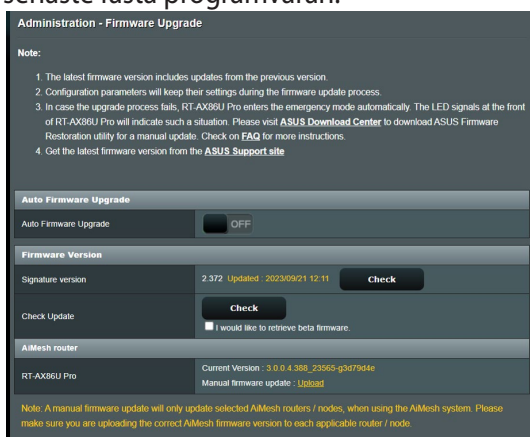 senaste fasta programvaran.
Administration - Firmware Upgrade
Note:
1. The latest firmware version includes updates from the previous version.
2. Configuration parameters will keep their settings during the firmware update process.
3. In case the upgrade process fails, RT-AX86U Pro enters the emergency mode automatically. The LED signals at the front
of RT-AX86U Pro will indicate such a situation. Please visit ASUS Download Center to download ASUS Firmware
Restoration utility for a manual update. Check on FAQ for more instructions.
4. Get the latest firmware version from the ASUS Support site
Auto Firmware Upgrade
Auto Firmware Upgrade OFF
Firmware Version
Signature version 2.372 Updated : 2023/09/21 12:11 Check
Check Update Check
I would like to retrieve beta firmware.
AiMesh router
RT-AX86U Pro Current Version : 3.0.0.4.388_23565-g3d79d4e
Manual firmware update : Upload
Note: A manual firmware update will only update selected AiMesh routers / nodes, when using the AiMesh system. Please
make sure you are uploading the correct AiMesh firmware version to each applicable router / node.